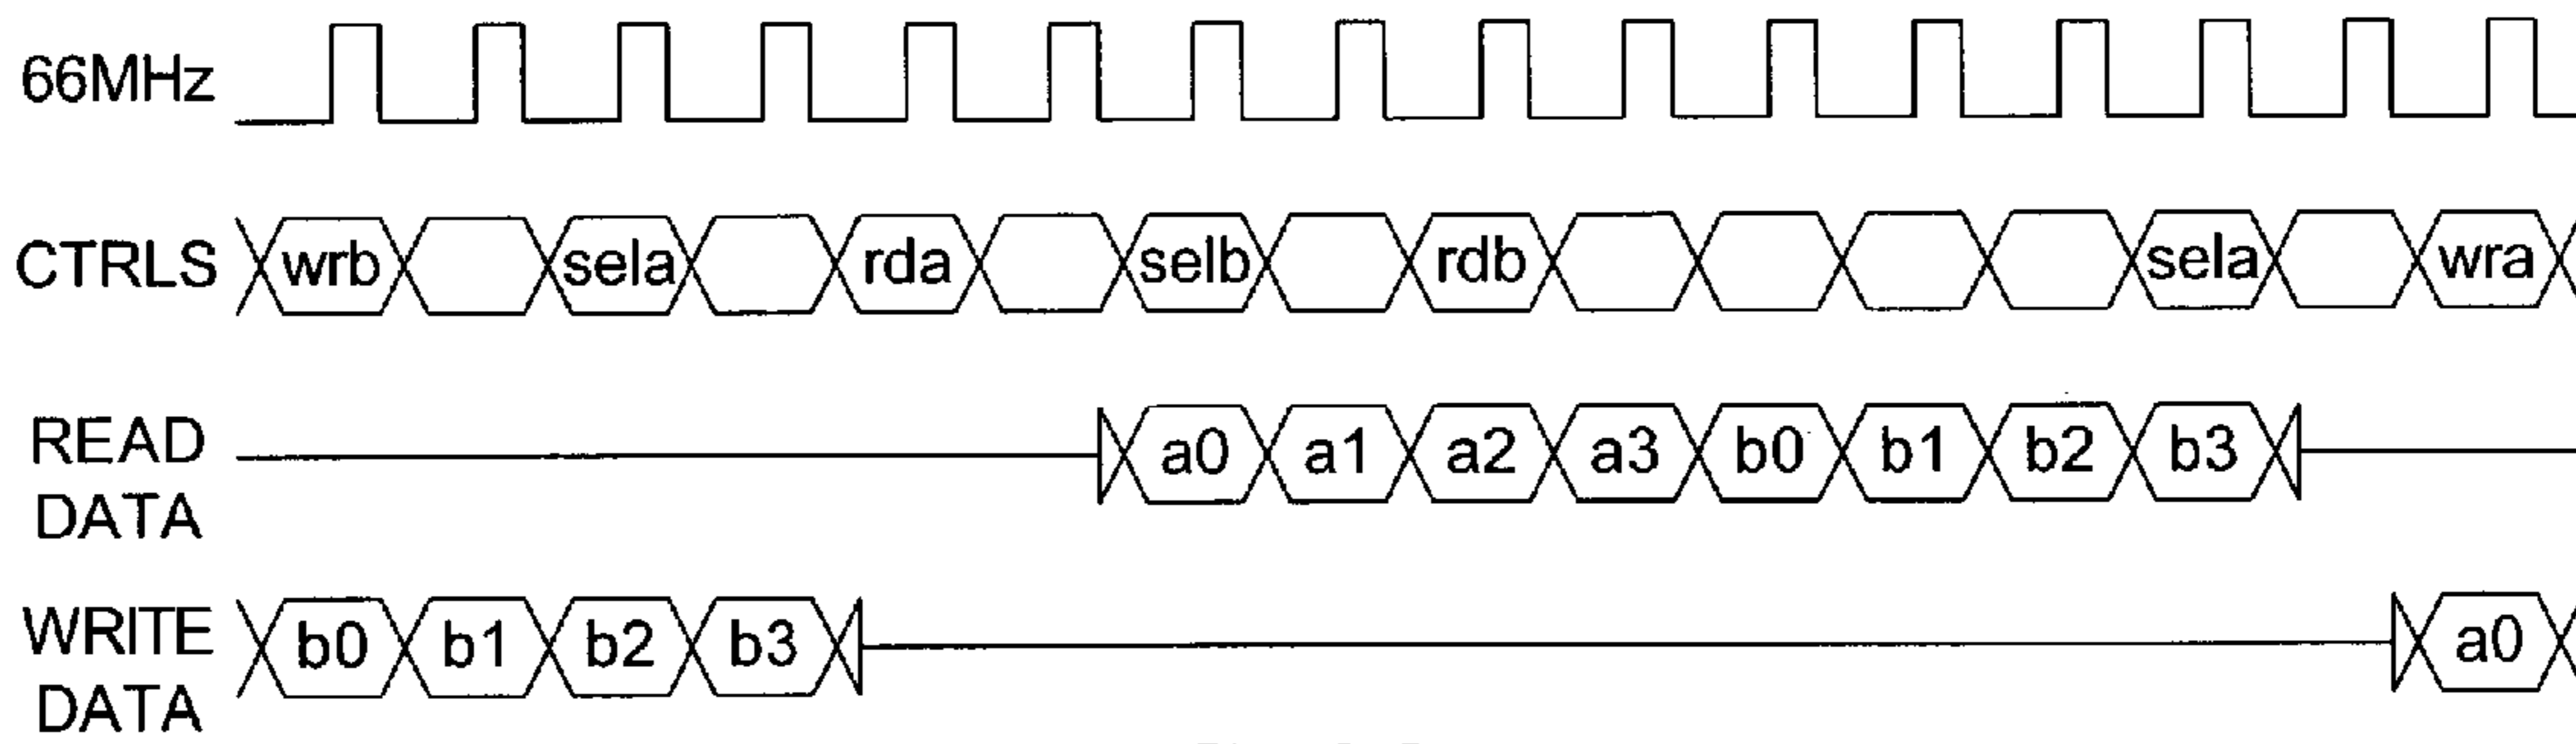 66MHz
CTRLS wrb sela rda selb rdb sela wra
READ DATA a0 a1 a2 a3 b0 b1 b2 b3
WRITE DATA b0 b1 b2 b3 a0